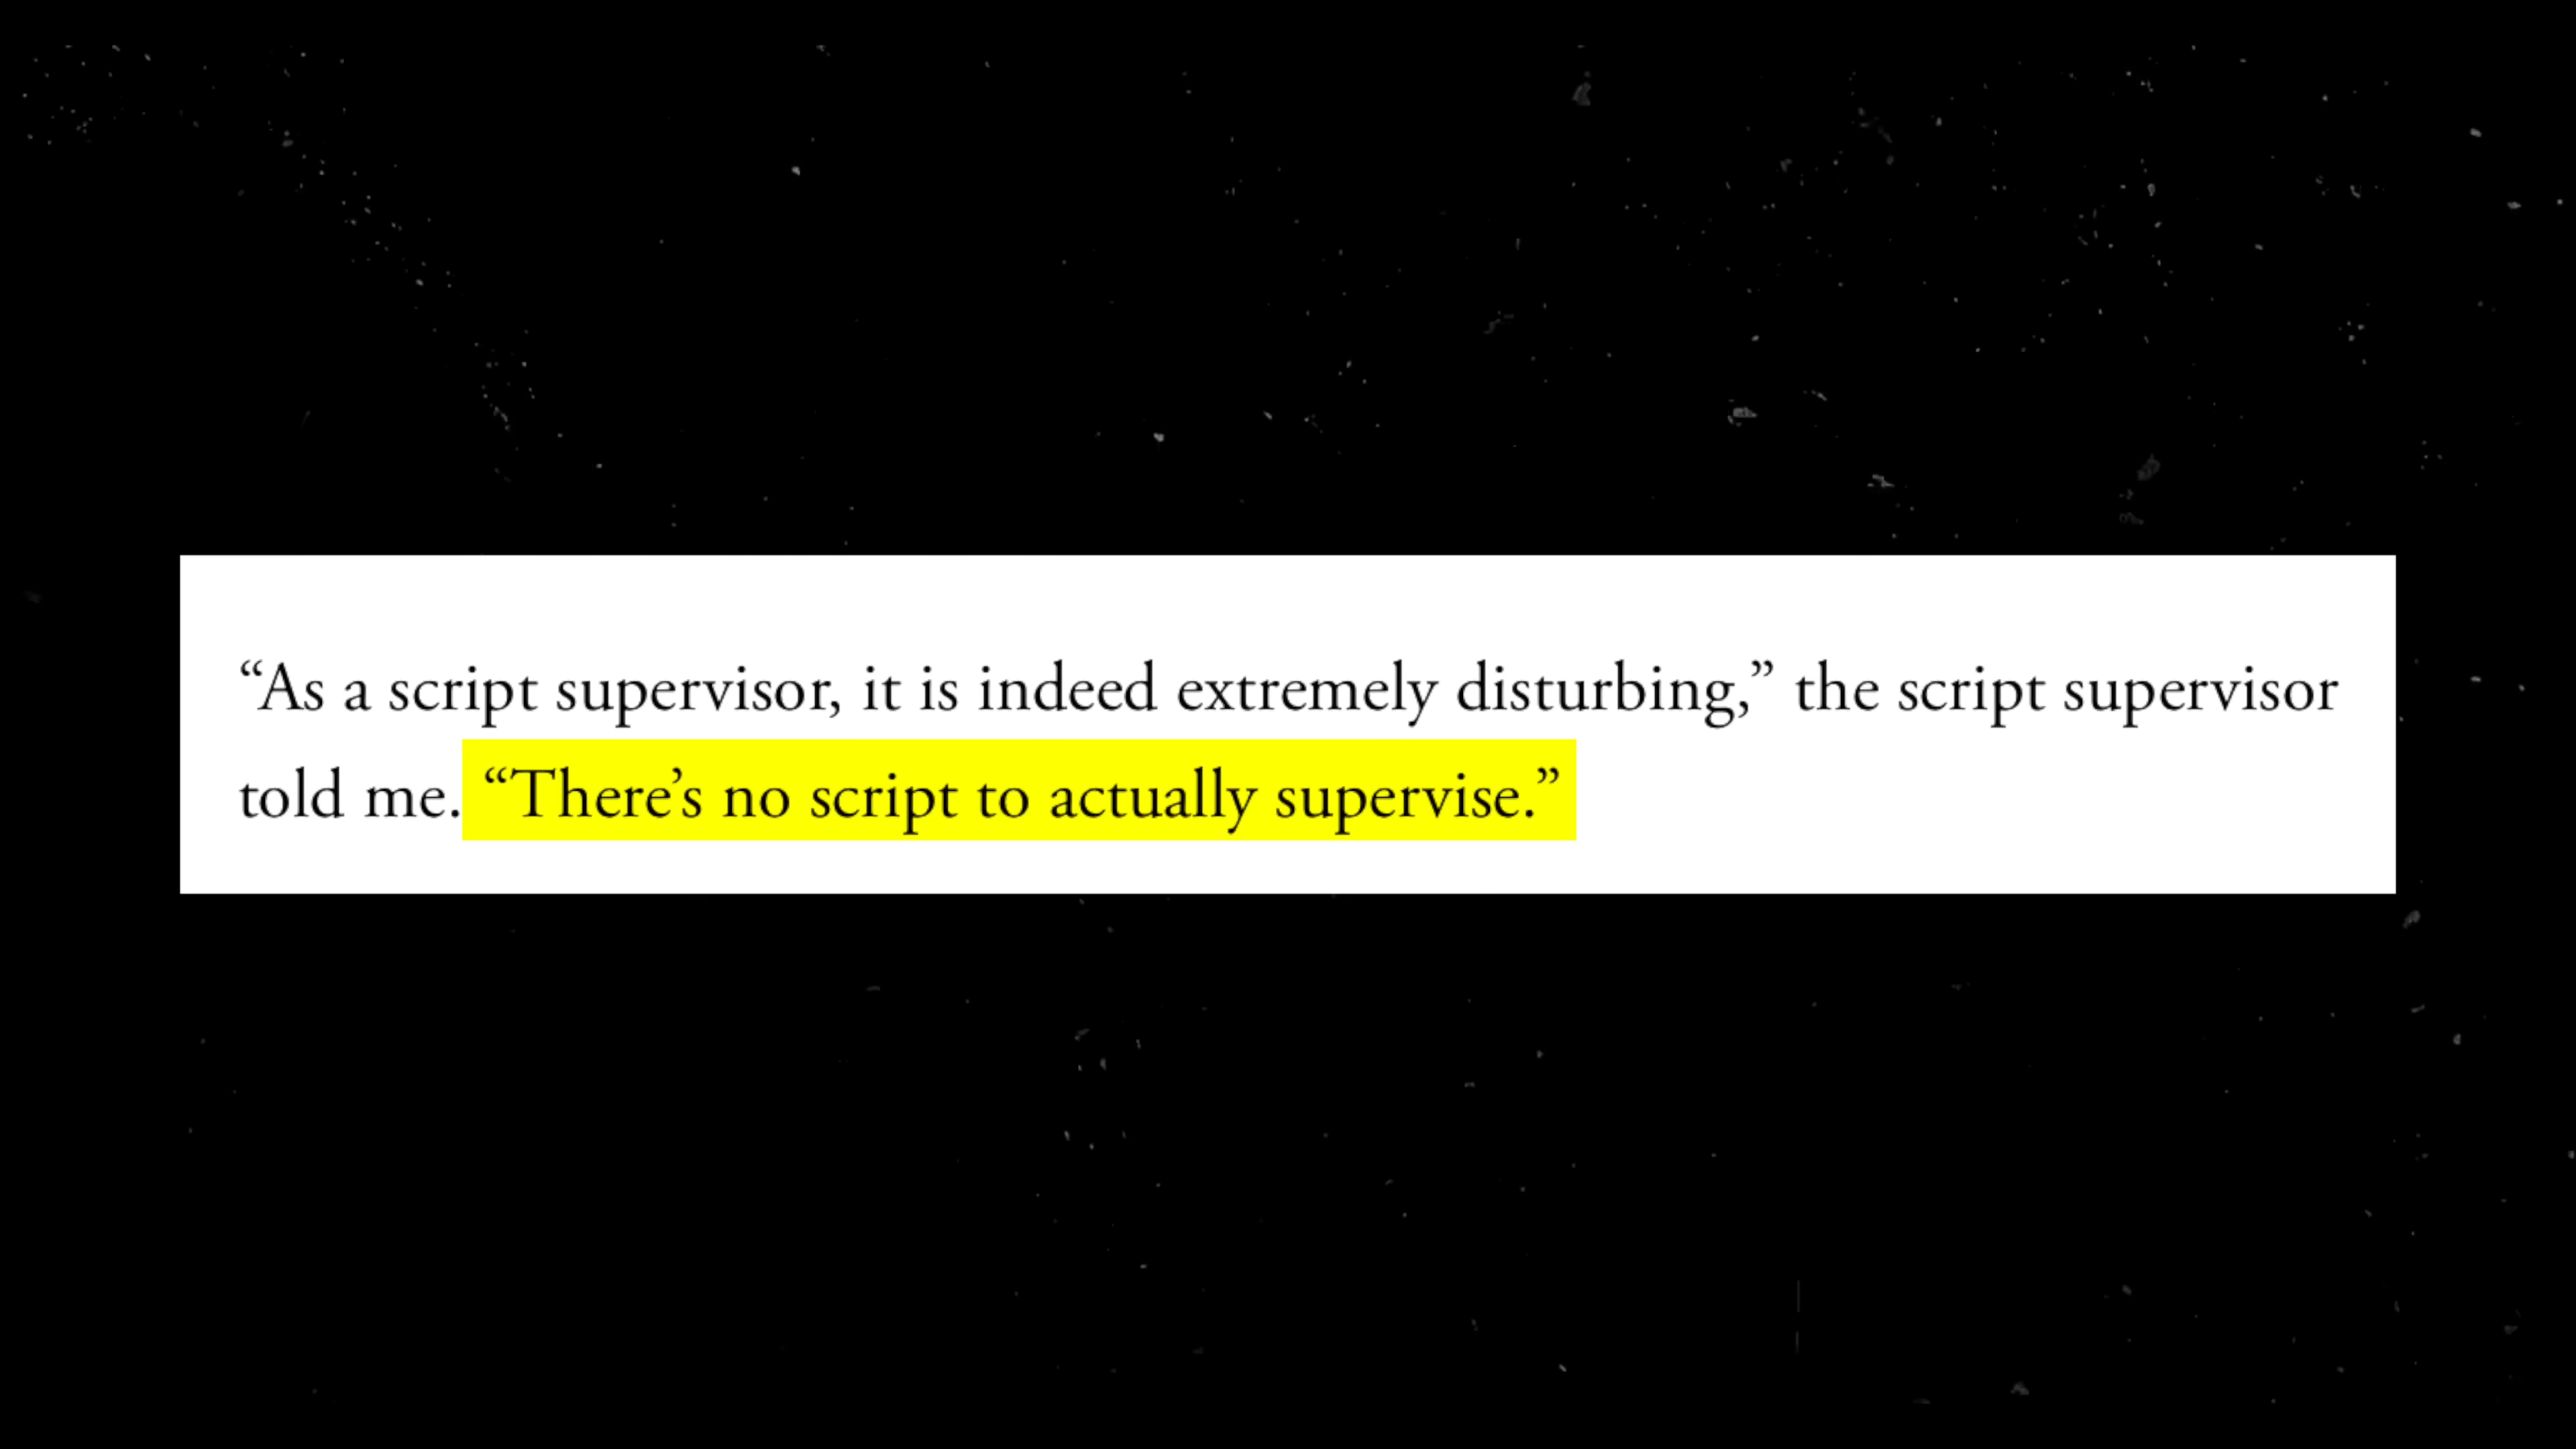 “As a script supervisor, it is indeed extremely disturbing,” the script supervisor
told me. “There’s no script to actually supervise.”